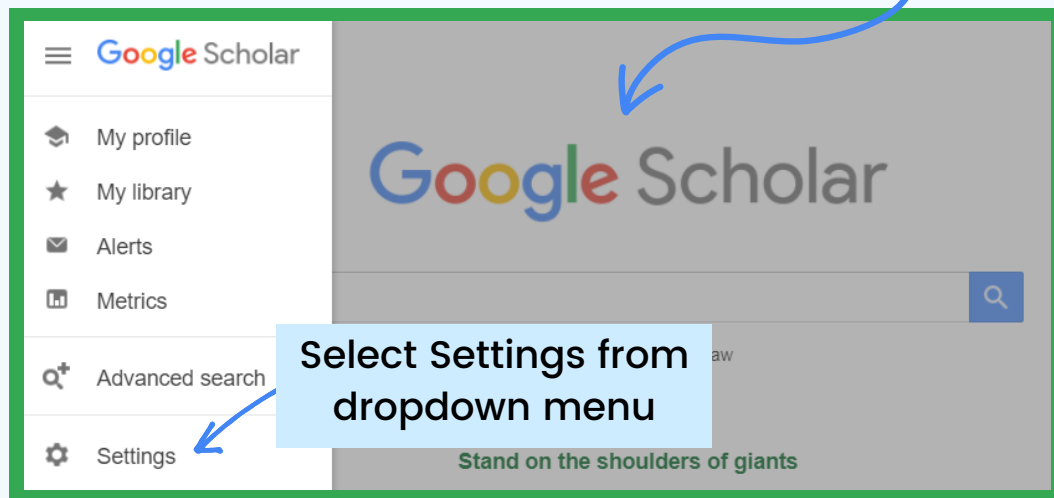 Google Scholar
My profile
My library
Alerts
Metrics
Advanced search
Settings
Google Scholar
aw
Select Settings from
dropdown menu
Stand on the shoulders of giants